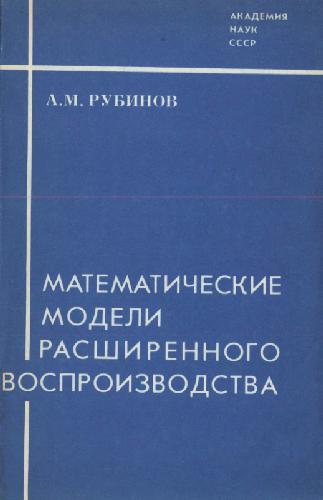 АКАДЕМИЯ
НАУК
СССР
А.М. РУБИНОВ
МАТЕМАТИЧЕСКИЕ
МОДЕЛИ
РАСШИРЕННОГО
ВОСПРОИЗВОДСТВА